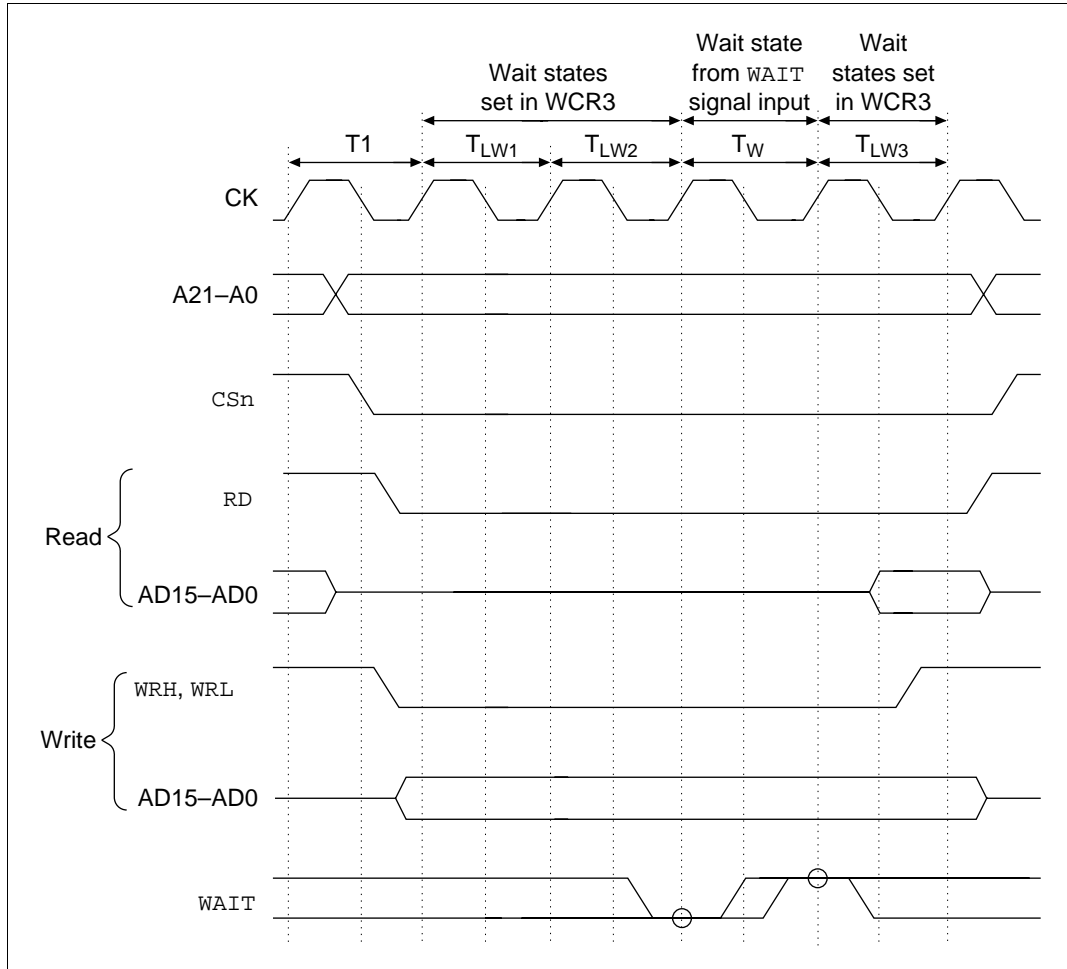 Wait states
set in WCR3
Wait state
from WAIT
signal input
Wait
states set
in WCR3
T1
TLW1
TLW2
TW
TLW3
CK
A21–A0
CSn
Read
RD
AD15–AD0
Write
WRH, WRL
AD15–AD0
WAIT